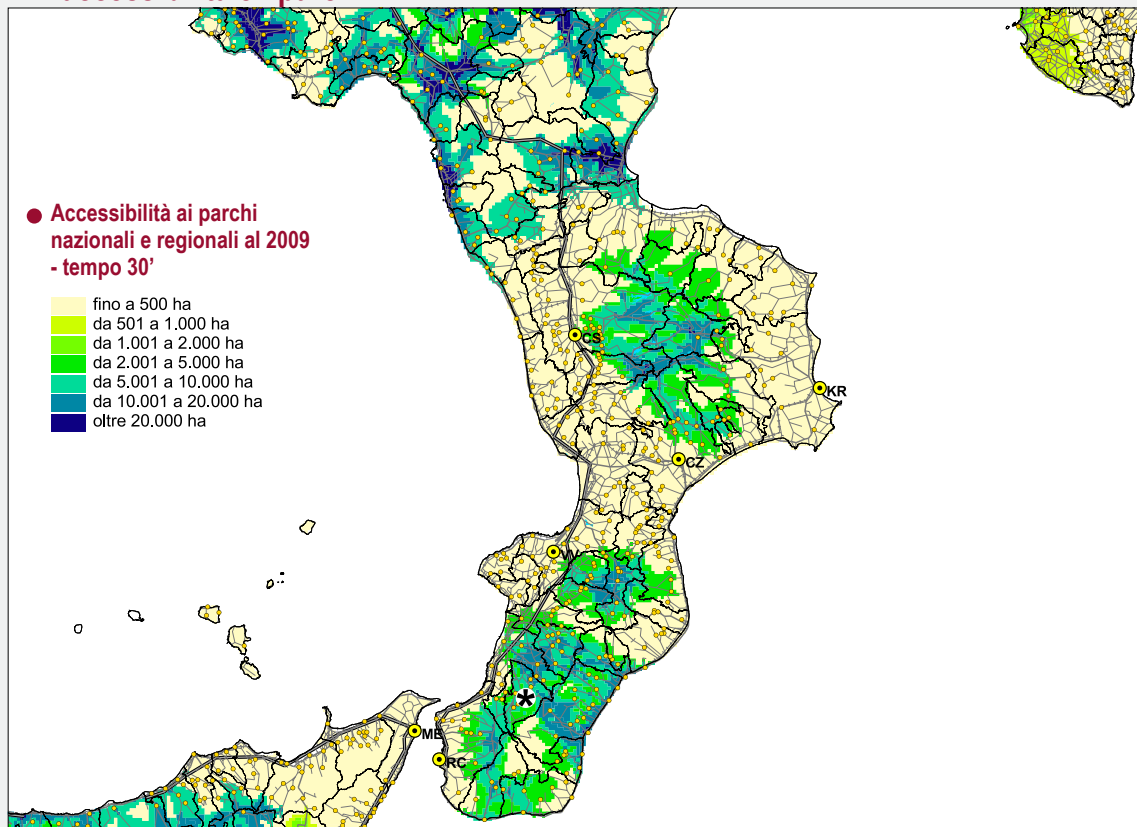 ● Accessibilità ai parchi
nazionali e regionali al 2009
- tempo 30’
fino a 500 ha
da 501 a 1.000 ha
da 1.001 a 2.000 ha
da 2.001 a 5.000 ha
da 5.001 a 10.000 ha
da 10.001 a 20.000 ha
oltre 20.000 ha
CS
KR
CZ
VV
*
ME
RC